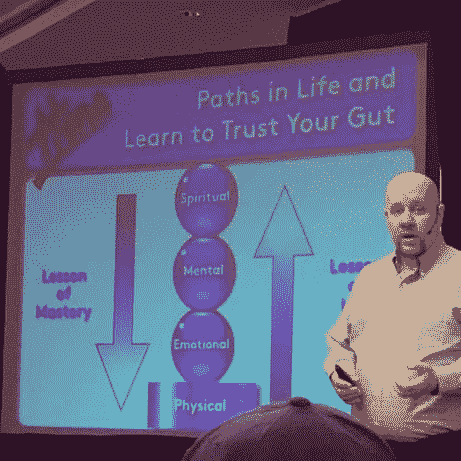 Paths in Life and
Learn to Trust Your Gut
Spiritual
Mental
Lesson
of
Mastery
Emotional
Physical